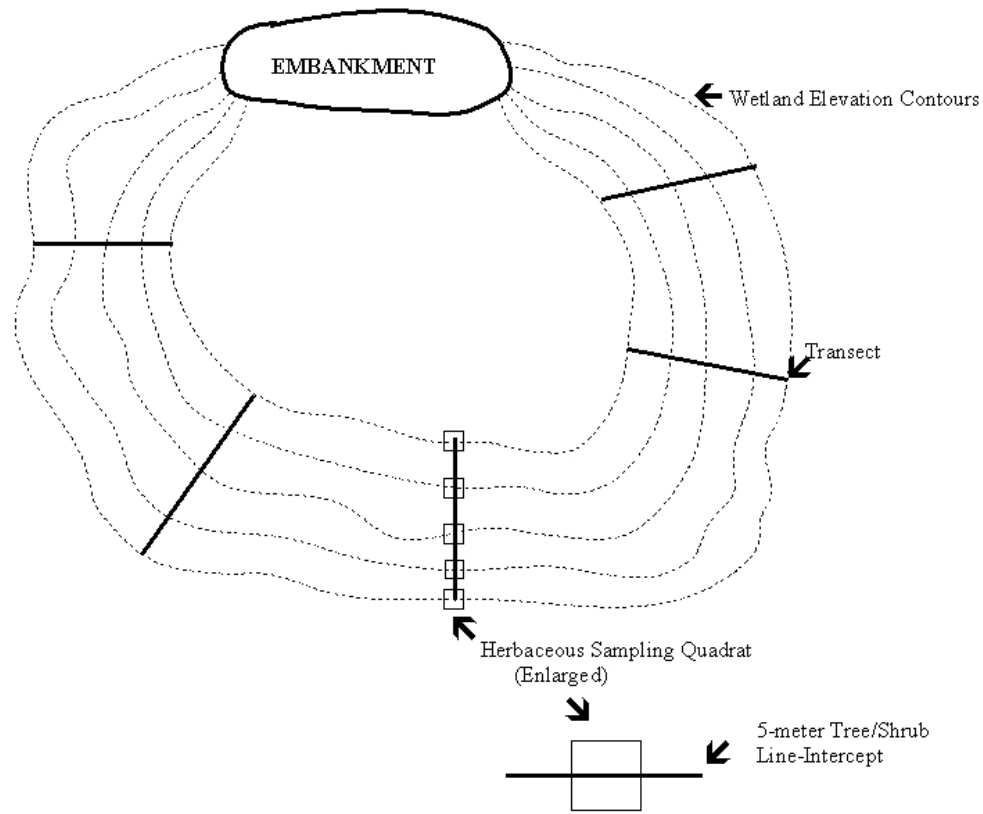 EMBANKMENT
Wetland Elevation Contours
Transect
Herbaceous Sampling Quadrat
(Enlarged)
5-meter Tree/Shrub
Line-Intercept